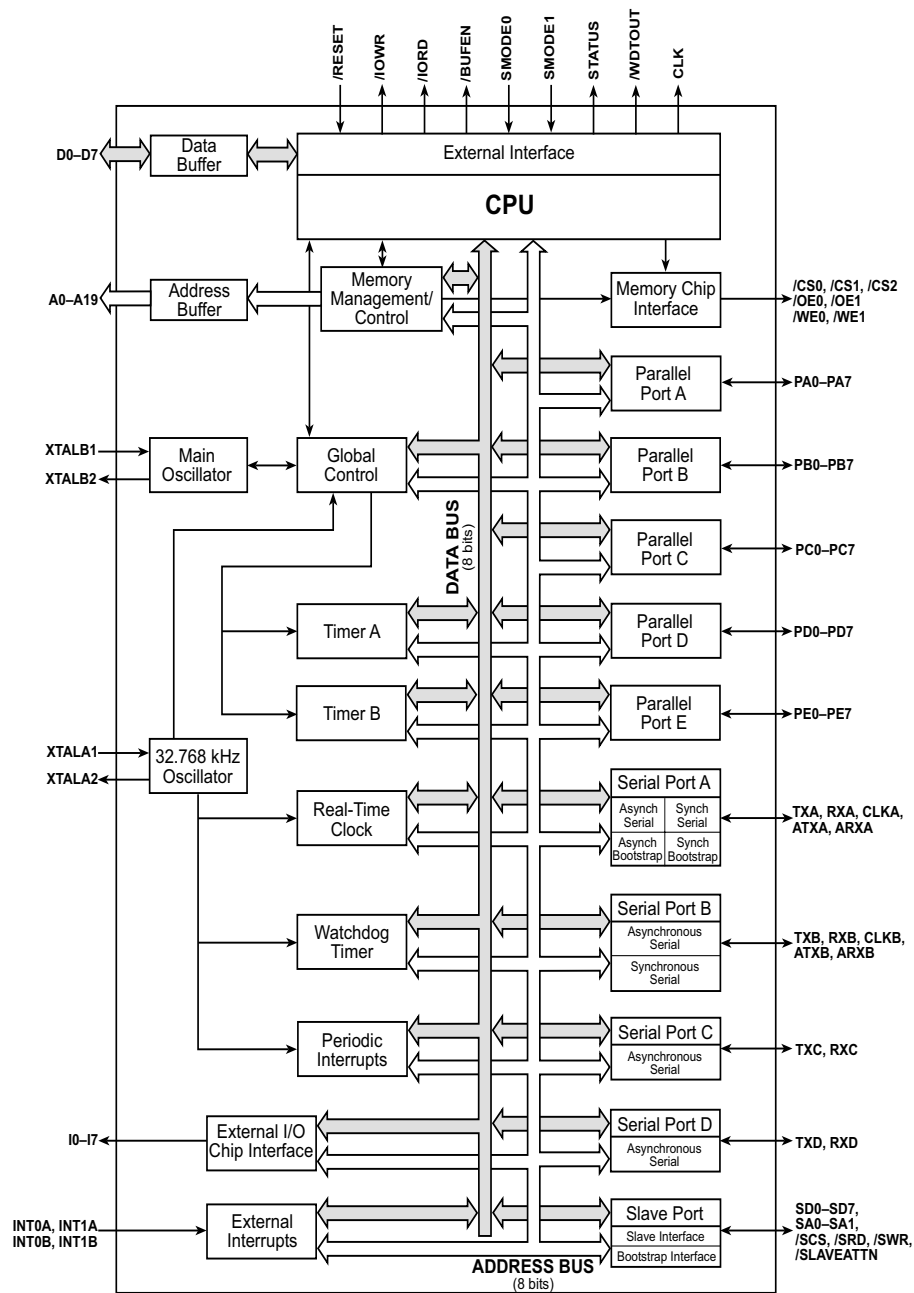 /RESET
/IOWR
/IORD
/BUFEN
SMODE0
SMODE1
STATUS
/WDTOUT
CLK
D0–D7
Data
Buffer
External Interface
CPU
A0–A19
Address
Buffer
Memory
Management/
Control
Memory Chip
Interface
/CS0, /CS1, /CS2
/OE0, /OE1
/WE0, /WE1
Parallel
Port A
PA0–PA7
XTALB1
XTALB2
Main
Oscillator
Global
Control
Parallel
Port B
PB0–PB7
DATA BUS
(8 bits)
Parallel
Port C
PC0–PC7
Timer A
Parallel
Port D
PD0–PD7
Timer B
Parallel
Port E
PE0–PE7
XTALA1
XTALA2
32.768 kHz
Oscillator
Real-Time
Clock
Serial Port A
Asynch
Serial
Synch
Serial
Asynch
Bootstrap
Synch
Bootstrap
TXA, RXA, CLKA,
ATXA, ARXA
Watchdog
Timer
Serial Port B
Asynchronous
Serial
Synchronous
Serial
TXB, RXB, CLKB,
ATXB, ARXB
Periodic
Interrupts
Serial Port C
Asynchronous
Serial
TXC, RXC
I0–I7
External I/O
Chip Interface
Serial Port D
Asynchronous
Serial
TXD, RXD
INT0A, INT1A
INT0B, INT1B
External
Interrupts
Slave Port
Slave Interface
Bootstrap Interface
SD0–SD7,
SA0–SA1,
/SCS, /SRD, /SWR,
/SLAVEATTN
ADDRESS BUS
(8 bits)